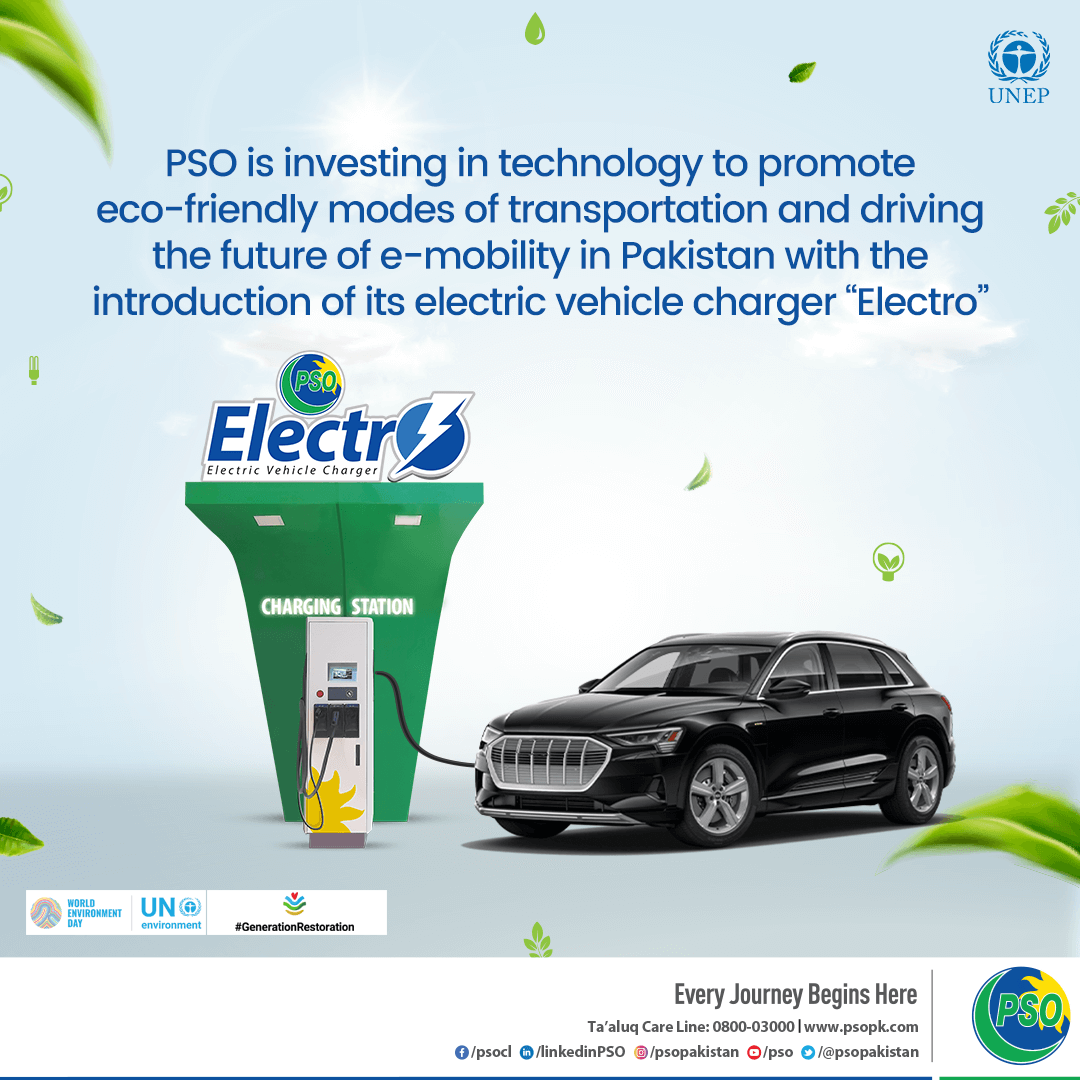 UNEP
PSO is investing in technology to promote
eco-friendly modes of transportation and driving
the future of e-mobility in Pakistan with the
introduction of its electric vehicle charger “Electro”
PSO
Electro
Electric Vehicle Charger
CHARGING STATION
WORLD
ENVIRONMENT
DAY
UN
environment
#GenerationRestoration
Every Journey Begins Here
Ta’aluq Care Line: 0800-03000 | www.psopk.com
/psocl /linkedinPSO /psopakistan /pso /@psopakistan
PSO